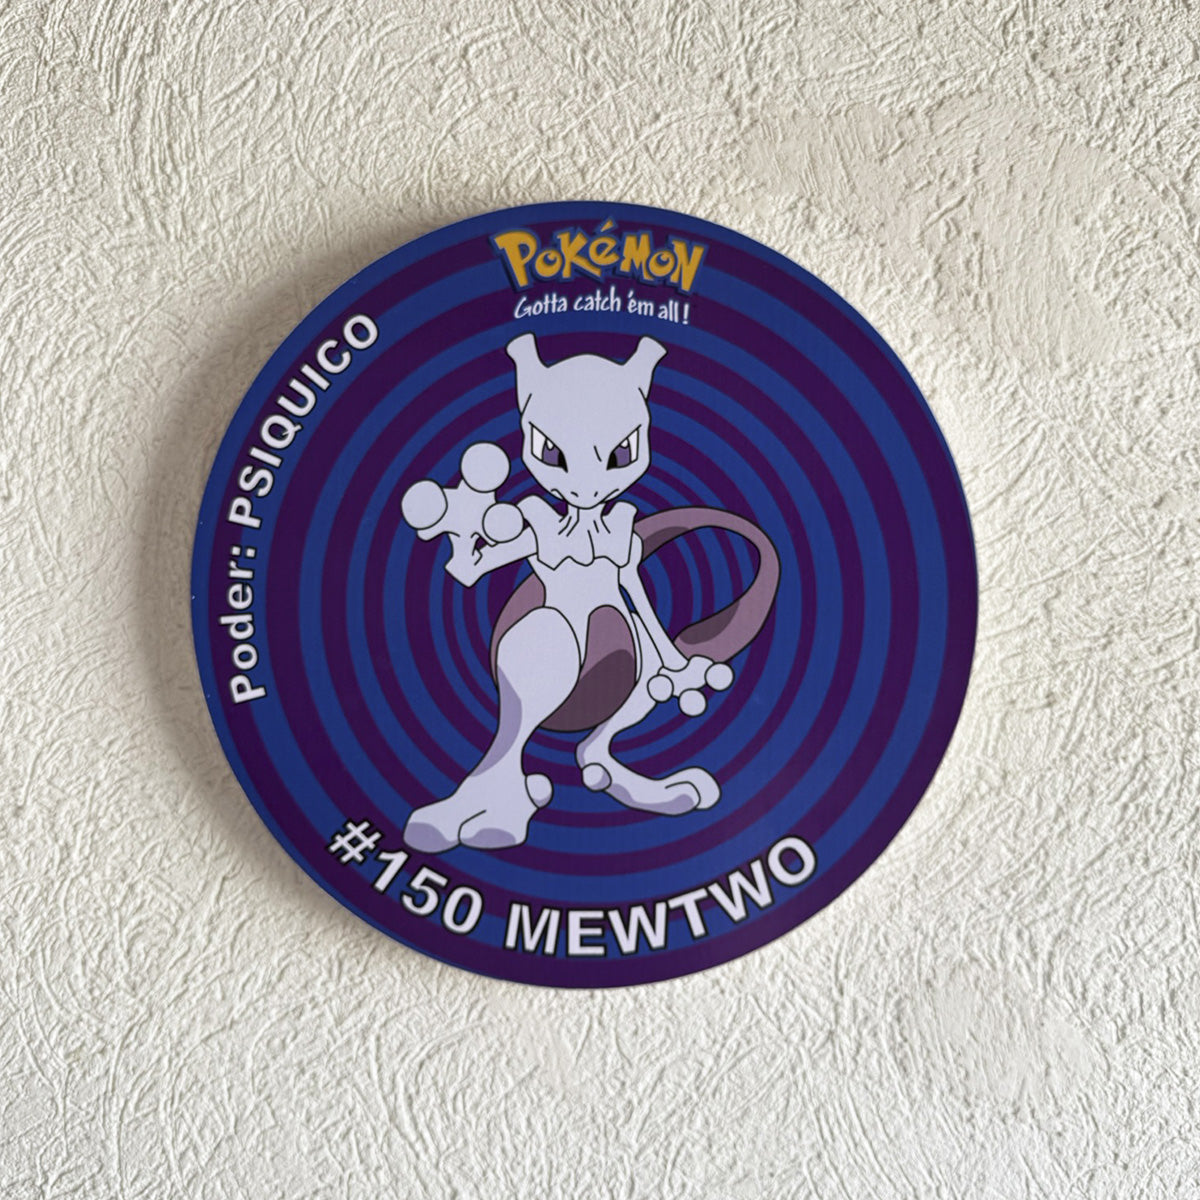 POKéMON
Gotta catch 'em all!
Poder: PSIQUICO
#150 MEWTWO